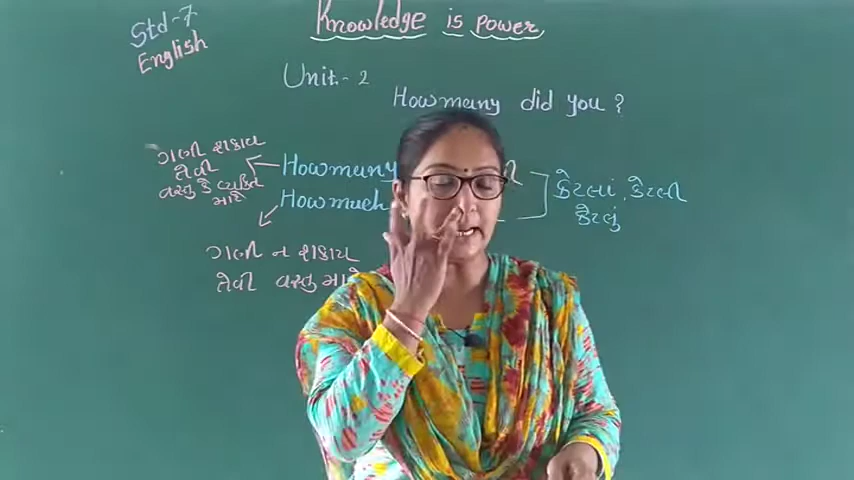 Std-7
English
Knowledge is power
Unit.- 2
Howmany did you ?
ગણી શકાય
તેવી
વસ્તુ કે વ્યક્તિ
માટે
Howmany
Howmuch
કેટલાં, કેટલી
કેટલું
ગણી ન શકાય
તેવી વસ્તુ માટે